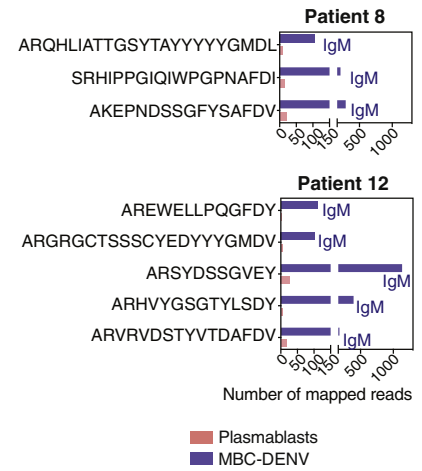 Patient 8
ARQHLIATTGSYTAYYYYYGMDL IgM
SRHIPPGIQIWPGPNAFDI IgM
AKEPNDSSGFYSAFDV IgM
0 50 100 150 500 1000
Patient 12
AREWELLPQGFDY IgM
ARGRGCTSSSCYEDYYYGMDV IgM
ARSYDSSGVEY IgM
ARHVYGSGTYLSDY IgM
ARVRVDSTYVTDAFDV IgM
0 50 100 150 500 1000
Number of mapped reads
Plasmablasts
MBC-DENV